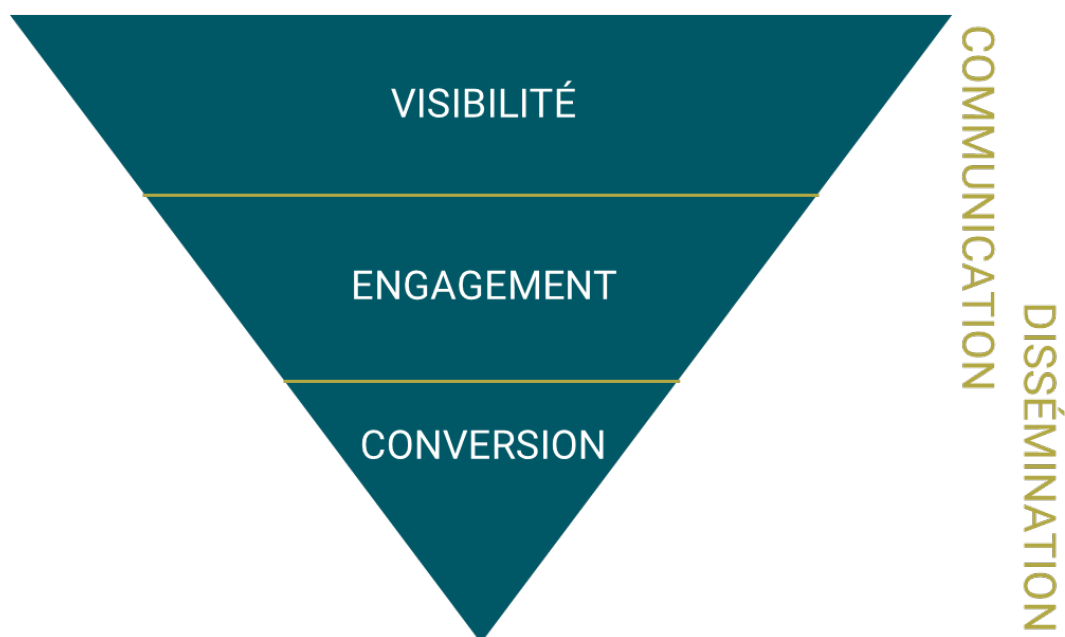 VISIBILITÉ
ENGAGEMENT
CONVERSION
COMMUNICATION
DISSÉMINATION